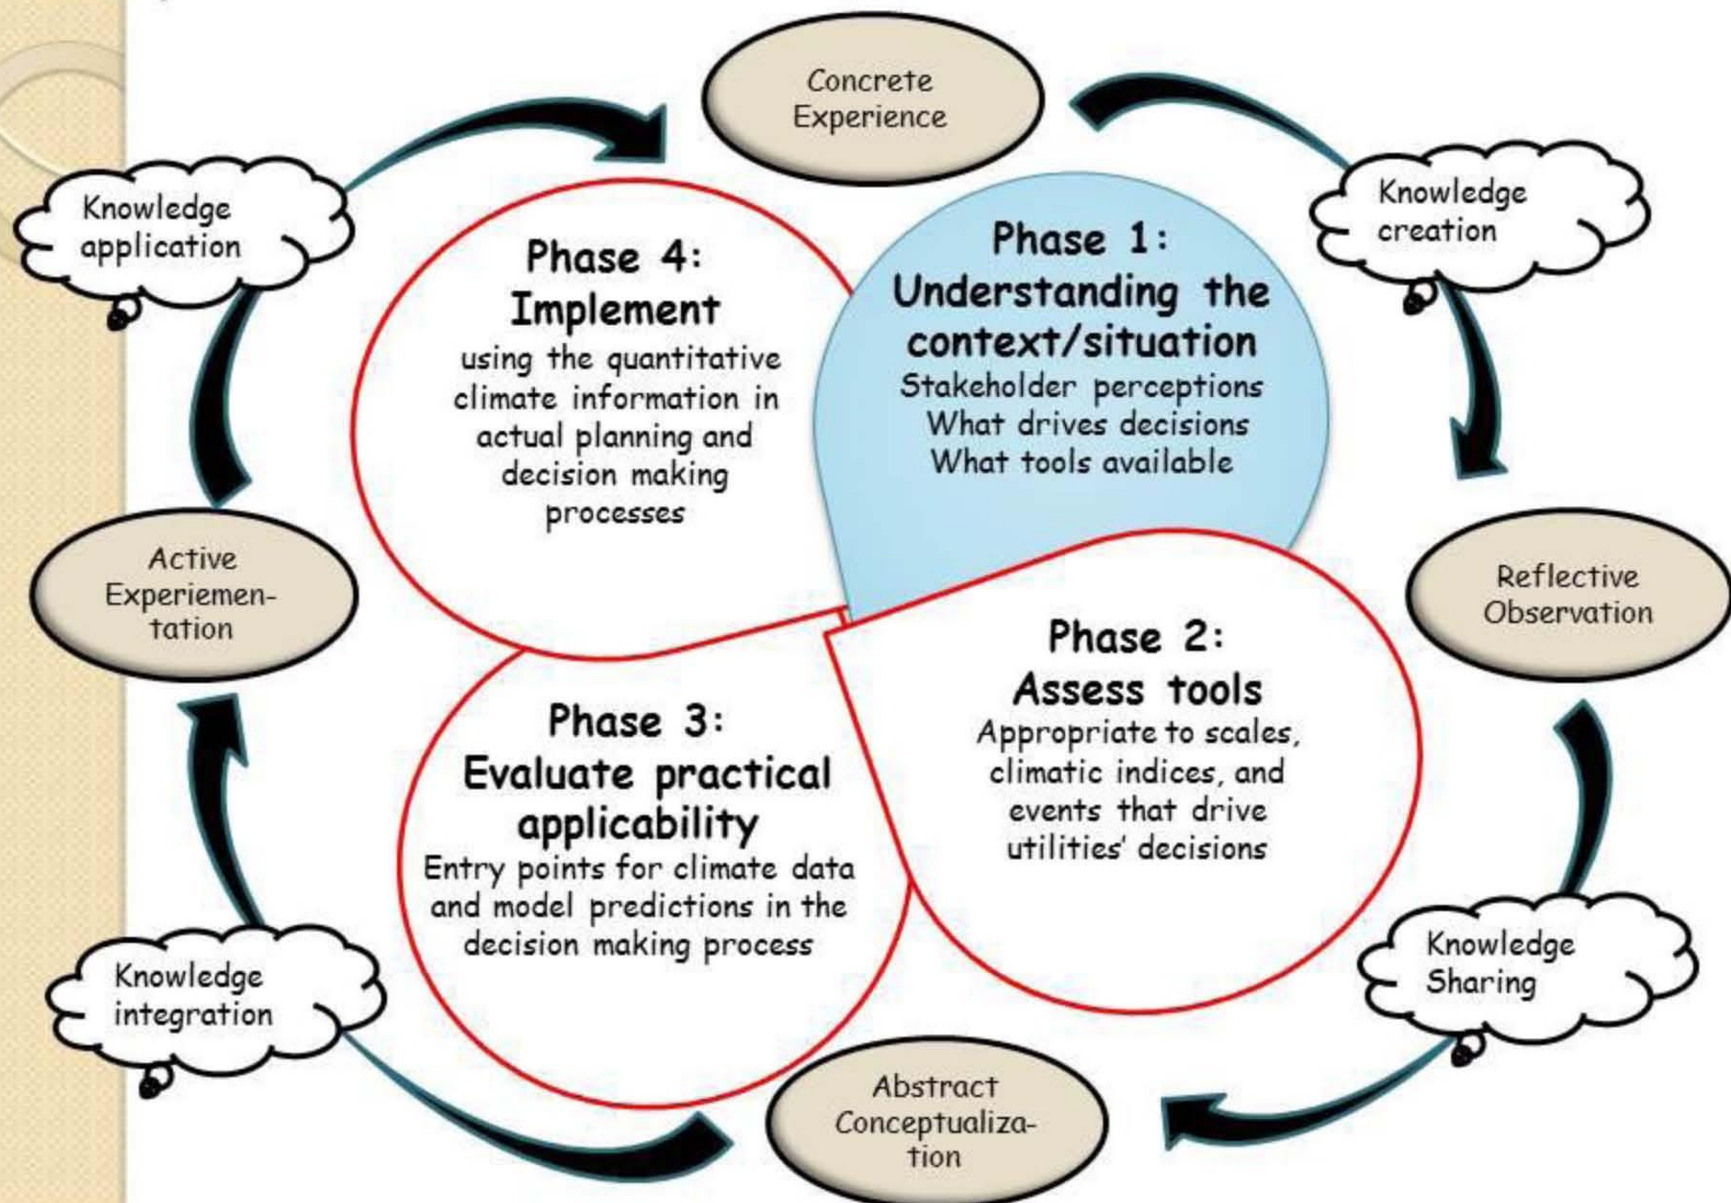 Concrete
Experience
Knowledge
application
Knowledge
creation
Phase 4:
Implement
using the quantitative
climate information in
actual planning and
decision making
processes
Phase 1:
Understanding the
context/situation
Stakeholder perceptions
What drives decisions
What tools available
Active
Experiemen-
tation
Reflective
Observation
Phase 3:
Evaluate practical
applicability
Entry points for climate data
and model predictions in the
decision making process
Phase 2:
Assess tools
Appropriate to scales,
climatic indices, and
events that drive
utilities' decisions
Knowledge
integration
Knowledge
Sharing
Abstract
Conceptualiza-
tion